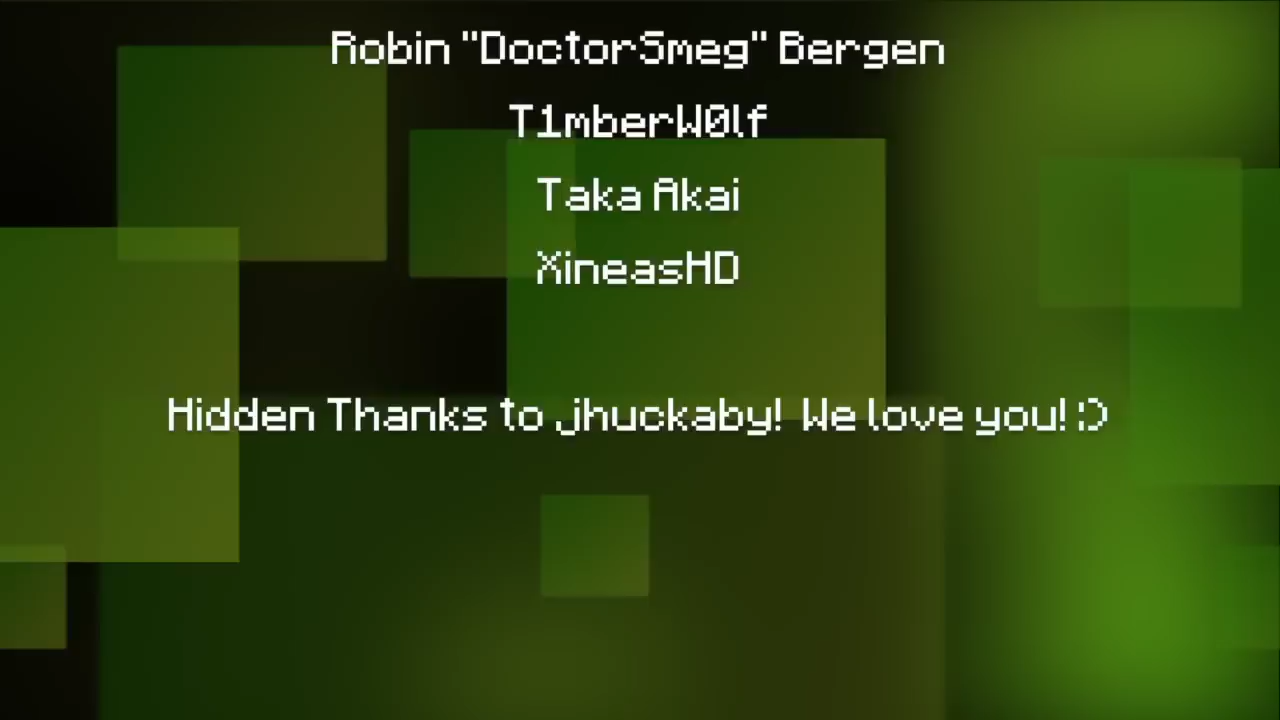 Robin "DoctorSmeg" Bergen
T1mberW0lf
Taka Akai
XineasHD
Hidden Thanks to jhuckaby! We love you! :)